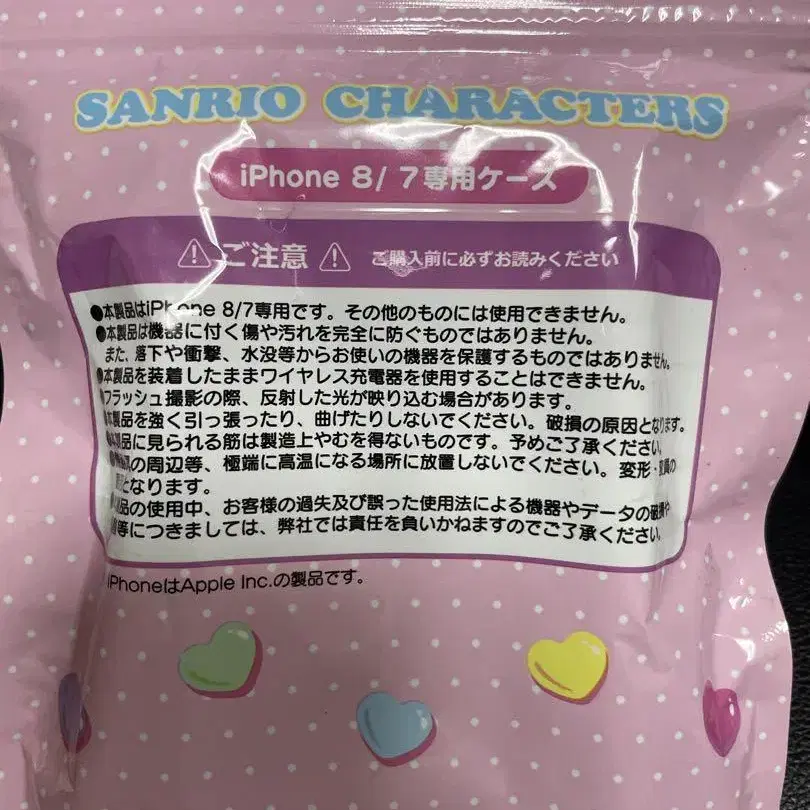 SANRIO CHARACTERS
iPhone 8/ 7専用ケース
ご注意 ご購入前に必ずお読みください
●本製品はiPhone 8/7専用です。その他のものには使用できません。
●本製品は機器に付く傷や汚れを完全に防ぐものではありません。
また、落下や衝撃、水没等からお使いの機器を保護するものではありません。
●本製品を装着したままワイヤレス充電器を使用することはできません。
●フラッシュ撮影の際、反射した光が映り込む場合があります。
●本製品を強く引っ張ったり、曲げたりしないでください。破損の原因となります。
●本製品に見られる筋は製造上やむを得ないものです。予めご了承ください。
の周辺等、極端に高温になる場所に放置しないでください。変形・
となります。
品の使用中、お客様の過失及び誤った使用法による機器やデータの破損や
等につきましては、弊社では責任を負いかねますのでご了承ください。
iPhoneはApple Inc.の製品です。